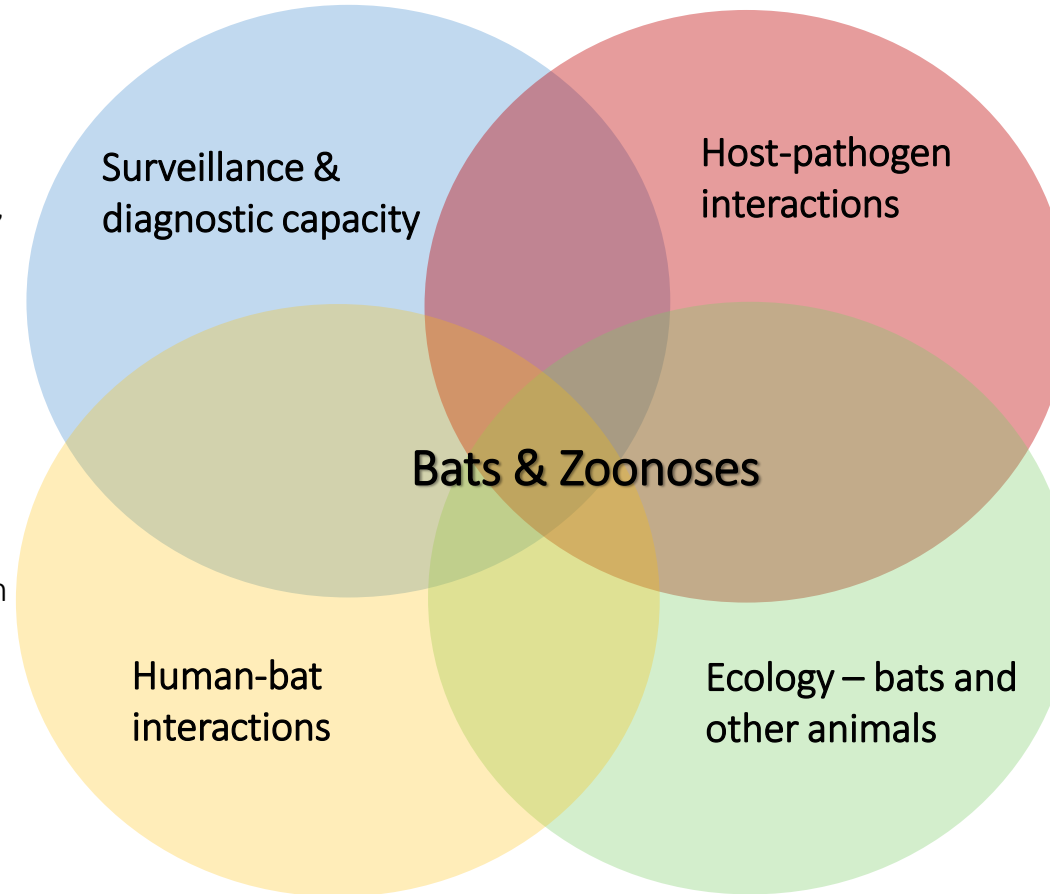 Surveillance &
diagnostic capacity
Host-pathogen
interactions
Bats & Zoonoses
Human-bat
interactions
Ecology – bats and
other animals